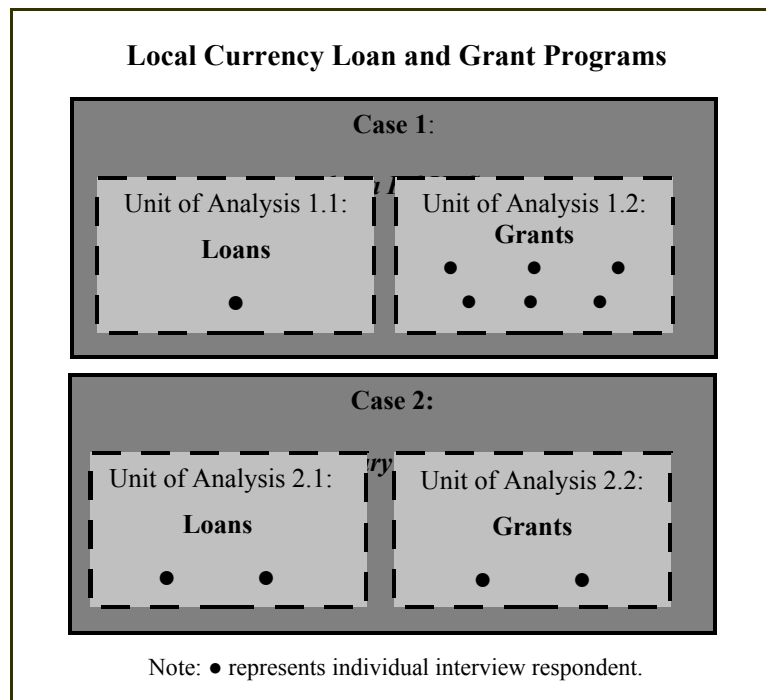 Local Currency Loan and Grant Programs
Case 1:
Unit of Analysis 1.1:
Loans
●
Unit of Analysis 1.2:
Grants
● ● ●
● ● ●
Case 2:
Unit of Analysis 2.1:
Loans
● ●
Unit of Analysis 2.2:
Grants
● ●
Note: ● represents individual interview respondent.